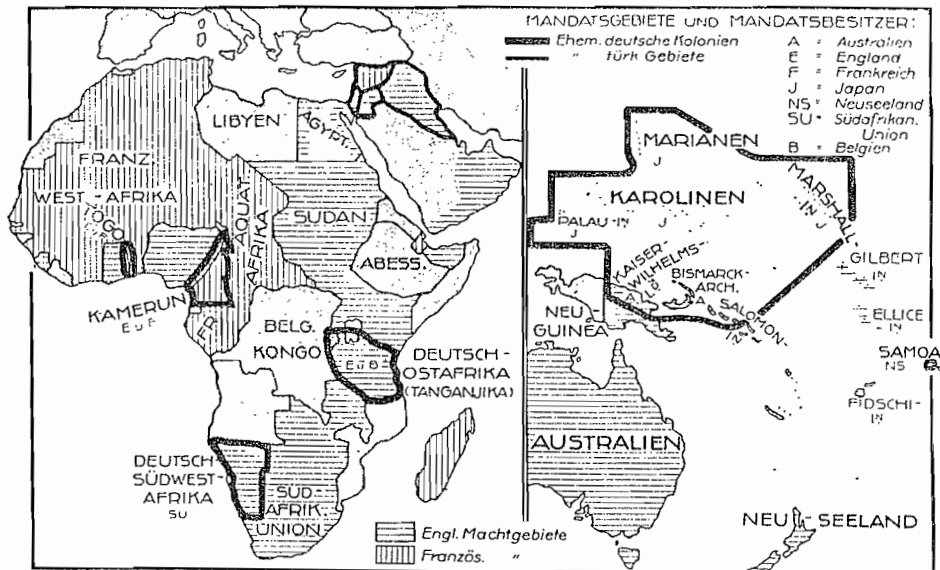 MANDATSGEBIETE UND MANDATSBESITZER:
Ehem. deutsche Kolonien
" türk. Gebiete
A = Australien
E = England
F = Frankreich
J = Japan
NS = Neuseeland
SU = Südafrikan.
Union
B = Belgien
LIBYEN
ÄGYPT.
FRANZ
WEST-AFRIKA
TOGO
FR. ÄQUAT
AFRIKA
SUDAN
ABESS.
KAMERUN
E u F
BELG.
KONGO
E u B
DEUTSCH-
OSTAFRIKA
(TANGANJIKA)
DEUTSCH-
SÜDWEST-
AFRIKA
SU
SÜD
AFRIK.
UNION
Engl. Machtgebiete
Französ. "
MARIANEN
J
KAROLINEN
J
PALAU-IN
J
MARSHALL-
IN
J
KAISER-
WILHELMS-
LD
A
BISMARCK-
ARCH.
A
SALOMON-
IN
NEU
GUINEA
GILBERT
IN
ELLICE
IN
SAMOA
NS
FIDSCHI-
IN
AUSTRALIEN
NEU-SEELAND